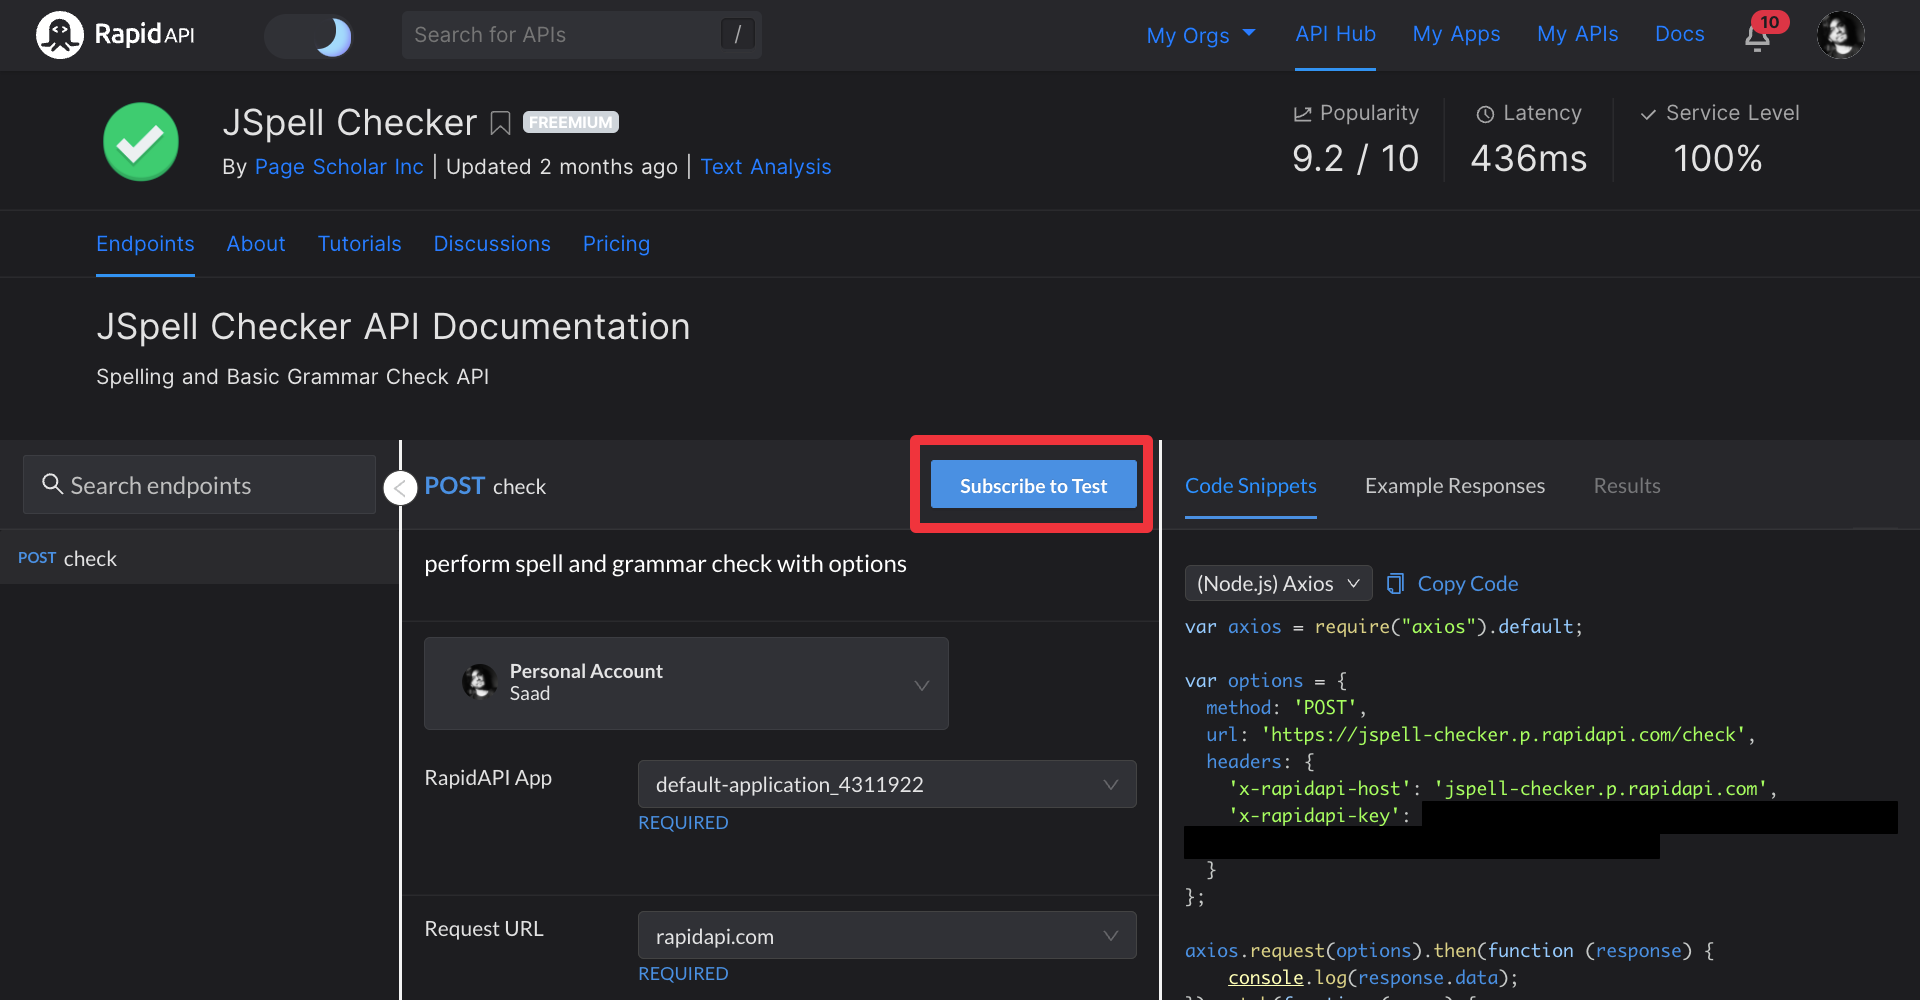 RapidAPI
Search for APIs
/
My Orgs
API Hub
My Apps
My APIs
Docs
10
JSpell Checker
FREEMIUM
By Page Scholar Inc | Updated 2 months ago | Text Analysis
Popularity
9.2 / 10
Latency
436ms
Service Level
100%
Endpoints
About
Tutorials
Discussions
Pricing
JSpell Checker API Documentation
Spelling and Basic Grammar Check API
Search endpoints
POST check
POST check
Subscribe to Test
perform spell and grammar check with options
Personal Account
Saad
RapidAPI App
default-application_4311922
REQUIRED
Request URL
rapidapi.com
REQUIRED
Code Snippets
Example Responses
Results
(Node.js) Axios
Copy Code
var axios = require("axios").default;
var options = {
method: 'POST',
url: 'https://jspell-checker.p.rapidapi.com/check',
headers: {
'x-rapidapi-host': 'jspell-checker.p.rapidapi.com',
'x-rapidapi-key':
}
};
axios.request(options).then(function (response) {
console.log(response.data);